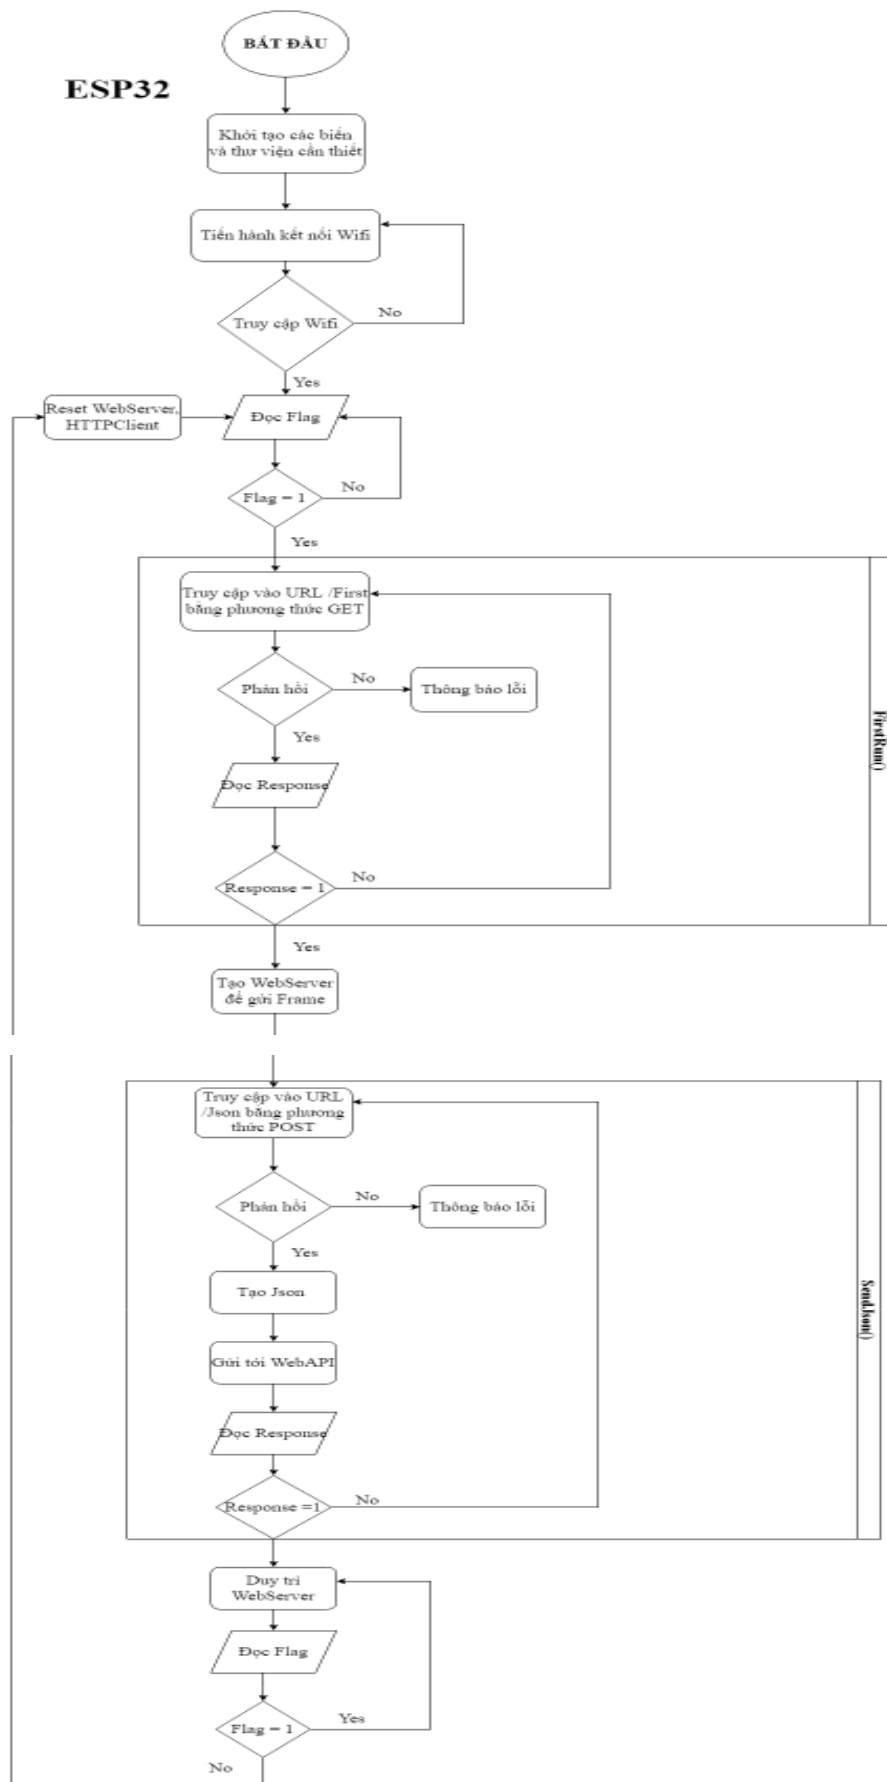 BẮT ĐẦU
ESP32
Khởi tạo các biến
và thư viện cần thiết
Tiến hành kết nối Wifi
Truy cập Wifi
No
Yes
Reset WebServer,
HTTPClient
Đọc Flag
Flag = 1
No
Yes
Truy cập vào URL /First
bằng phương thức GET
Phản hồi
No
Thông báo lỗi
Yes
FirstRun()
Đọc Response
Response = 1
No
Yes
Tạo WebServer
để gửi Frame
Truy cập vào URL
/Json bằng phương
thức POST
Phản hồi
No
Thông báo lỗi
Yes
Tạo Json
SendJson()
Gửi tới WebAPI
Đọc Response
Response =1
No
Duy trì
WebServer
Đọc Flag
Flag = 1
Yes
No